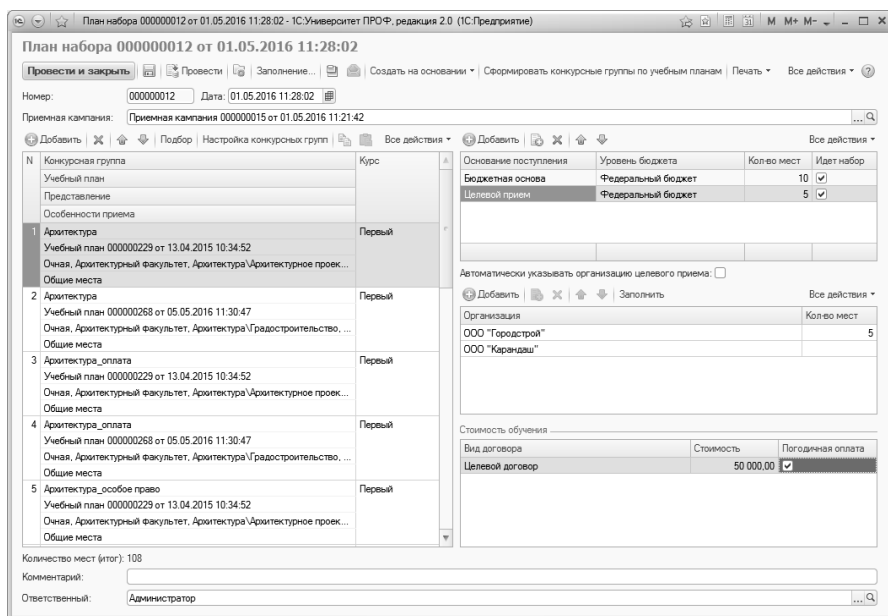 План набора 000000012 от 01.05.2016 11:28:02 - 1С:Университет ПРОФ, редакция 2.0 (1С:Предприятие)
M M+ M-
План набора 000000012 от 01.05.2016 11:28:02
Провести и закрыть Провести Заполнение... Создать на основании Сформировать конкурсные группы по учебным планам Печать Все действия
Номер: 000000012 Дата: 01.05.2016 11:28:02
Приемная кампания: Приемная кампания 000000015 от 01.05.2016 11:21:42 ...
Добавить Подбор Настройка конкурсных групп Все действия
N Конкурсная группа Курс
Учебный план
Представление
Особенности приема
1 Архитектура Первый
Учебный план 000000229 от 13.04.2015 10:34:52
Очная, Архитектурный факультет, Архитектура\Архитектурное проек...
Общие места
2 Архитектура Первый
Учебный план 000000268 от 05.05.2016 11:30:47
Очная, Архитектурный факультет, Архитектура\Градостроительство, ...
Общие места
3 Архитектура_оплата Первый
Учебный план 000000229 от 13.04.2015 10:34:52
Очная, Архитектурный факультет, Архитектура\Архитектурное проек...
Общие места
4 Архитектура_оплата Первый
Учебный план 000000268 от 05.05.2016 11:30:47
Очная, Архитектурный факультет, Архитектура\Градостроительство, ...
Общие места
5 Архитектура_особое право Первый
Учебный план 000000229 от 13.04.2015 10:34:52
Очная, Архитектурный факультет, Архитектура\Архитектурное проек...
Общие места
Добавить Все действия
Основание поступления Уровень бюджета Кол-во мест Идет набор
Бюджетная основа Федеральный бюджет 10
Целевой прием Федеральный бюджет 5
Автоматически указывать организацию целевого приема:
Добавить Заполнить Все действия
Организация Кол-во мест
ООО "Городстрой" 5
ООО "Карандаш"
Стоимость обучения
Вид договора Стоимость Погодичная оплата
Целевой договор 50 000,00
Количество мест (итог): 108
Комментарий:
Ответственный: Администратор ...